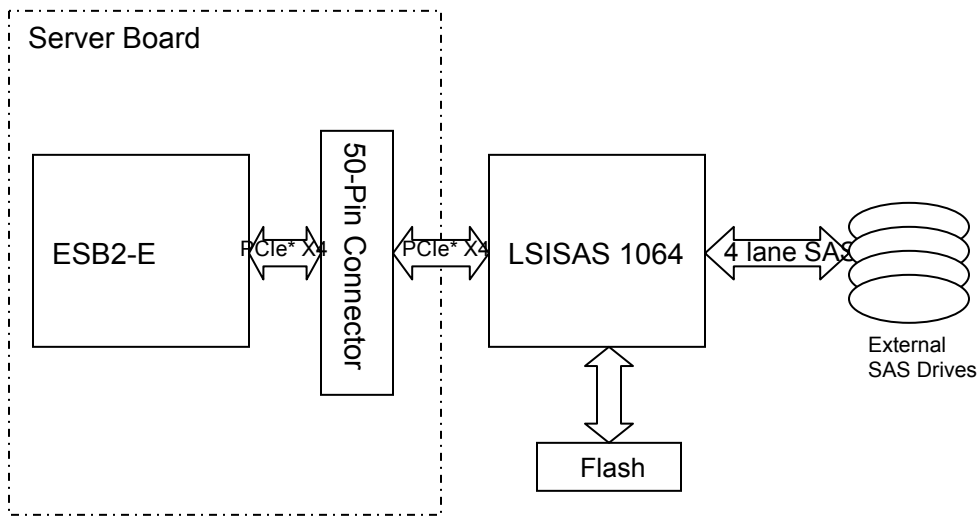 Server Board
ESB2-E
PCIe* X4
50-Pin Connector
PCIe* X4
LSISAS 1064
4 lane SAS
External
SAS Drives
Flash